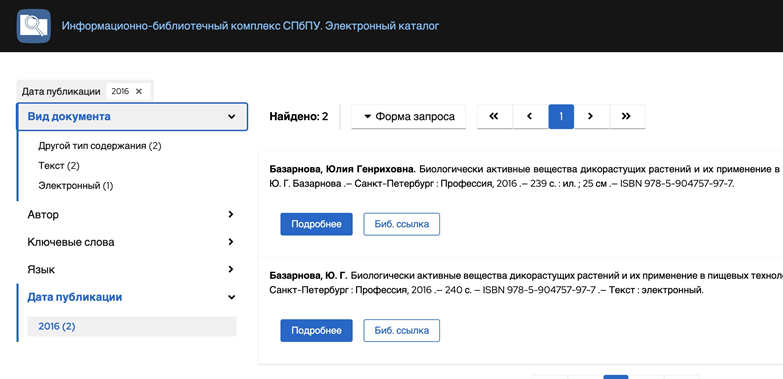 Информационно-библиотечный комплекс СПбПУ. Электронный каталог
Дата публикации 2016 ×
Вид документа
Другой тип содержания (2)
Текст (2)
Электронный (1)
Автор
Ключевые слова
Язык
Дата публикации
2016 (2)
Найдено: 2
Форма запроса
1
Базарнова, Юлия Генриховна. Биологически активные вещества дикорастущих растений и их применение в
Ю. Г. Базарнова .— Санкт-Петербург : Профессия, 2016 .— 239 с. : ил. ; 25 см .— ISBN 978-5-904757-97-7.
Подробнее Биб. ссылка
Базарнова, Ю. Г. Биологически активные вещества дикорастущих растений и их применение в пищевых технол
Санкт-Петербург : Профессия, 2016 .— 240 с. — ISBN 978-5-904757-97-7 .— Текст : электронный.
Подробнее Биб. ссылка